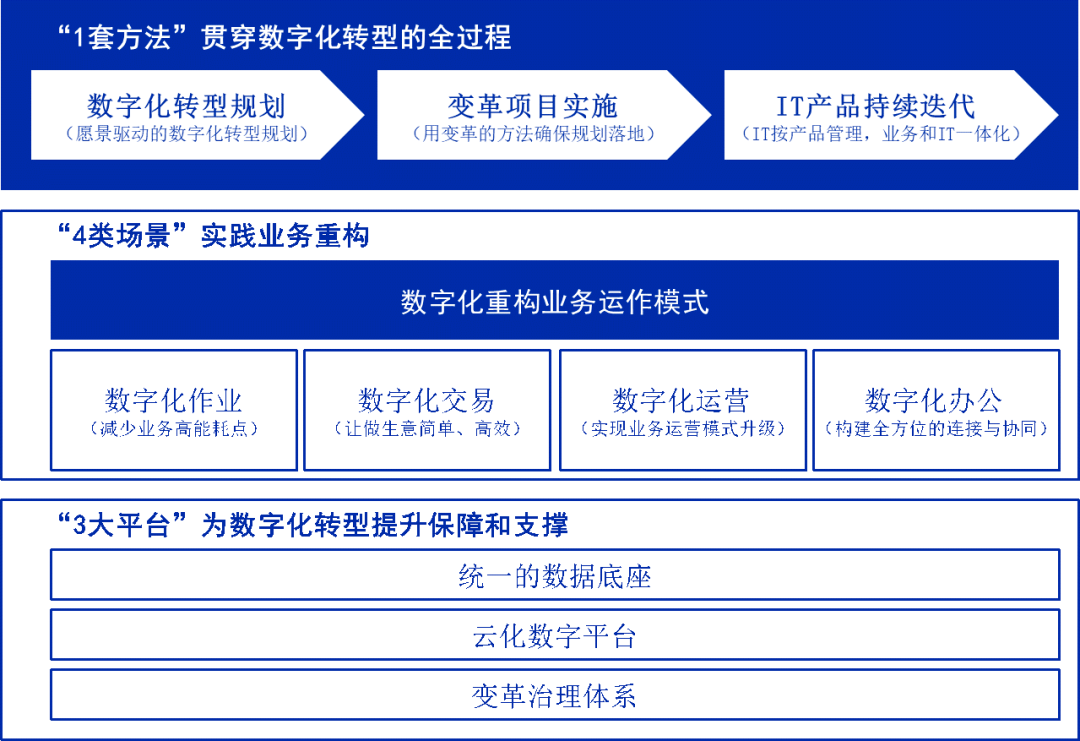 “1套方法”贯穿数字化转型的全过程
数字化转型规划
（愿景驱动的数字化转型规划）
变革项目实施
（用变革的方法确保规划落地）
IT产品持续迭代
（IT按产品管理，业务和IT一体化）
“4类场景”实践业务重构
数字化重构业务运作模式
数字化作业
（减少业务高能耗点）
数字化交易
（让做生意简单、高效）
数字化运营
（实现业务运营模式升级）
数字化办公
（构建全方位的连接与协同）
“3大平台”为数字化转型提升保障和支撑
统一的数据底座
云化数字平台
变革治理体系